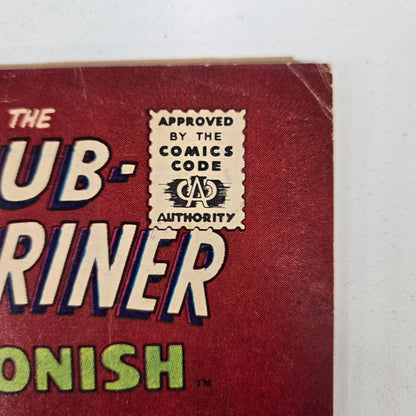 THE
UB-
RINER
ONISH
TM
APPROVED
BY THE
COMICS
CODE
CA
AUTHORITY